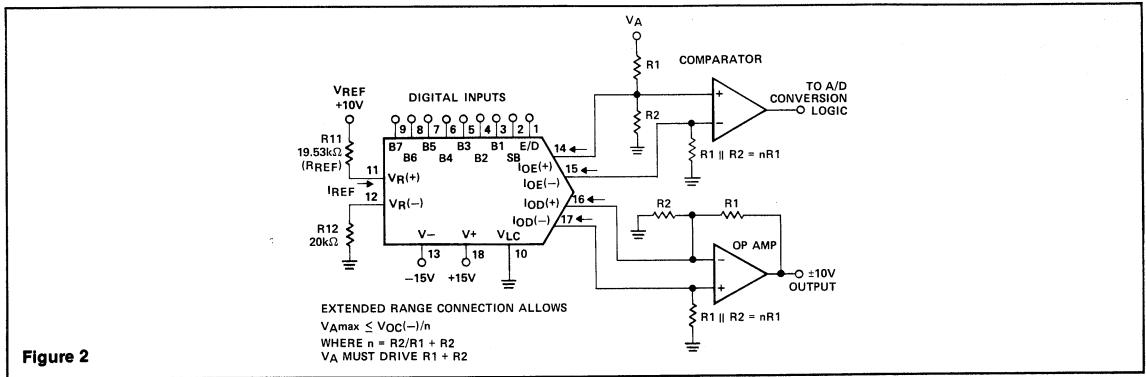 VA
R1
COMPARATOR
+
−
R2
TO A/D
CONVERSION
LOGIC
R1 || R2 = nR1
VREF
+10V
DIGITAL INPUTS
R11
19.53kΩ
(RREF)
IREF
9 8 7 6 5 4 3 2 1
B7 B5 B3 B1 E/D
B6 B4 B2 SB
11
VR(+)
12
VR(−)
R12
20kΩ
14
IOE(+)
15
IOE(−)
16
IOD(+)
17
IOD(−)
V− V+ VLC
13 18 10
−15V +15V
R2 R1
OP AMP
−
+
±10V
OUTPUT
R1 || R2 = nR1
EXTENDED RANGE CONNECTION ALLOWS
VAmax ≤ VOC(−)/n
WHERE n = R2/R1 + R2
VA MUST DRIVE R1 + R2
Figure 2